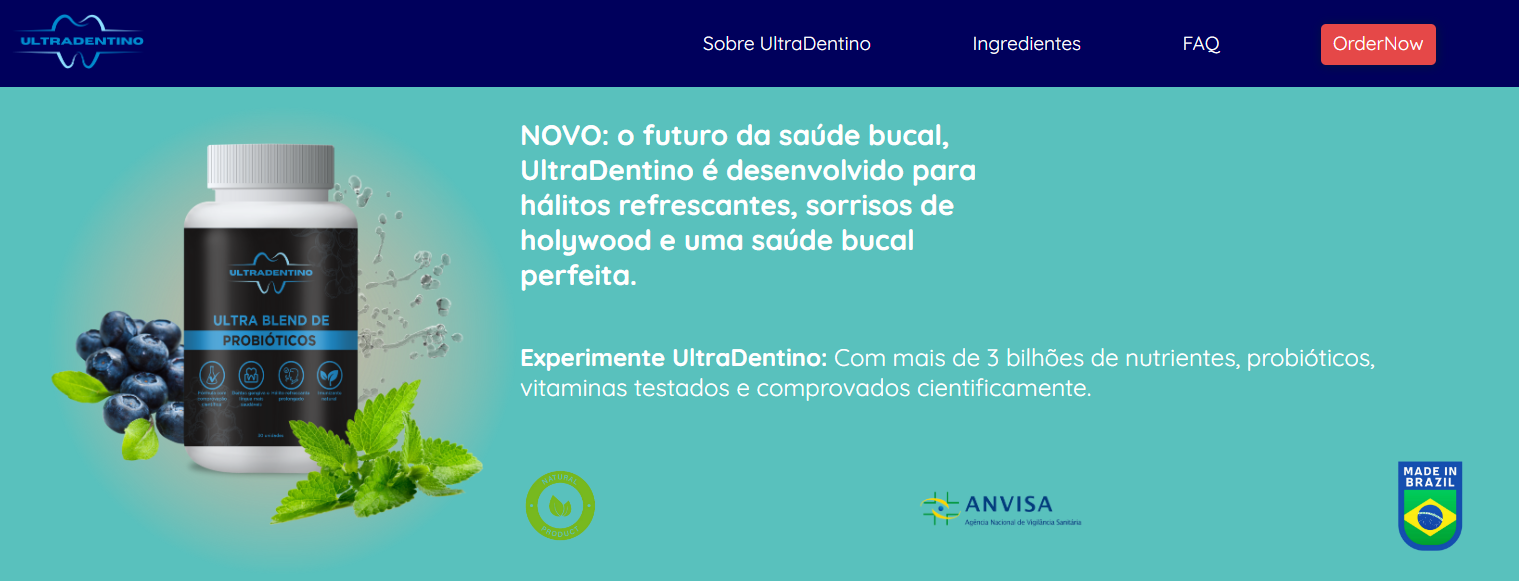 ULTRADENTINO
Sobre UltraDentino
Ingredientes
FAQ
OrderNow
NOVO: o futuro da saúde bucal,
UltraDentino é desenvolvido para
hálitos refrescantes, sorrisos de
holywood e uma saúde bucal
perfeita.
Experimente UltraDentino: Com mais de 3 bilhões de nutrientes, probióticos,
vitaminas testados e comprovados cientificamente.
ULTRADENTINO
ULTRA BLEND DE
PROBIÓTICOS
NATURAL
PRODUCT
ANVISA
Agência Nacional de Vigilância Sanitária
MADE IN
BRAZIL